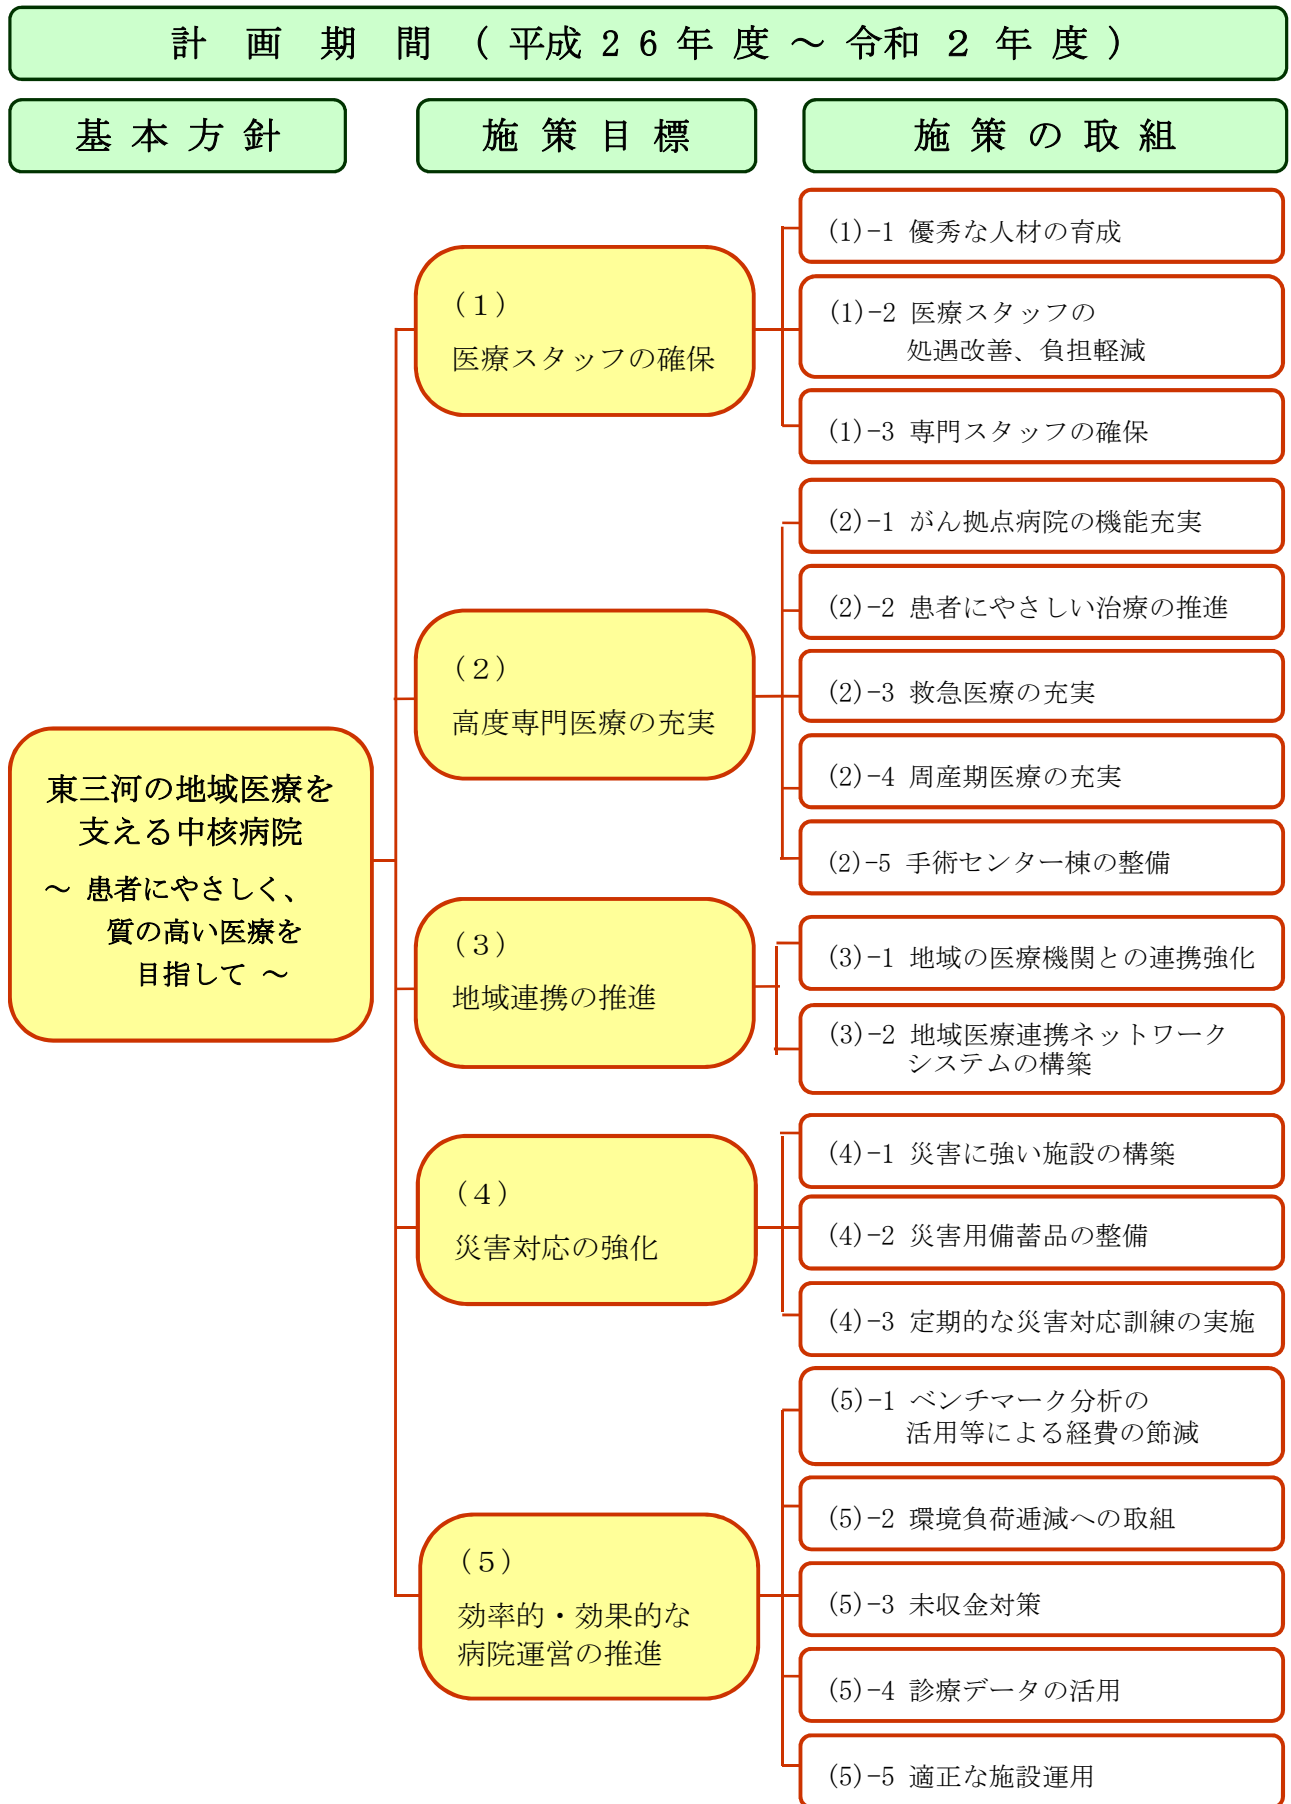 計画期間（平成２６年度～令和２年度）
基本方針
施策目標
施策の取組
東三河の地域医療を
支える中核病院
～ 患者にやさしく、
質の高い医療を
目指して ～
（１）
医療スタッフの確保
(1)-1 優秀な人材の育成
(1)-2 医療スタッフの
処遇改善、負担軽減
(1)-3 専門スタッフの確保
（２）
高度専門医療の充実
(2)-1 がん拠点病院の機能充実
(2)-2 患者にやさしい治療の推進
(2)-3 救急医療の充実
(2)-4 周産期医療の充実
(2)-5 手術センター棟の整備
（３）
地域連携の推進
(3)-1 地域の医療機関との連携強化
(3)-2 地域医療連携ネットワーク
システムの構築
（４）
災害対応の強化
(4)-1 災害に強い施設の構築
(4)-2 災害用備蓄品の整備
(4)-3 定期的な災害対応訓練の実施
（５）
効率的・効果的な
病院運営の推進
(5)-1 ベンチマーク分析の
活用等による経費の節減
(5)-2 環境負荷逓減への取組
(5)-3 未収金対策
(5)-4 診療データの活用
(5)-5 適正な施設運用